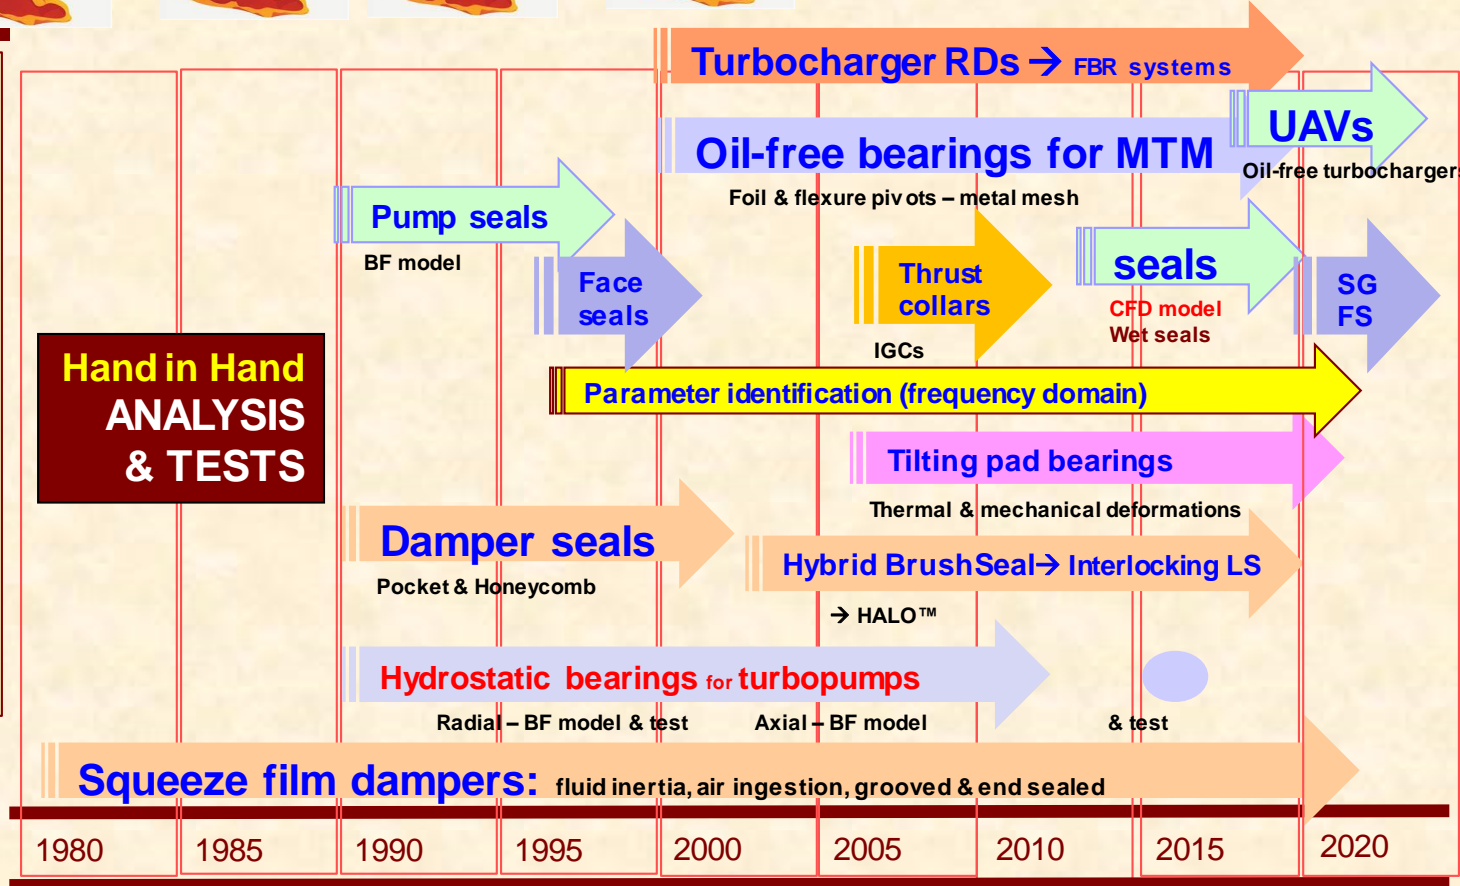 Turbocharger RDs → FBR systems
UAVs
Oil-free turbochargers
Oil-free bearings for MTM
Foil & flexure pivots – metal mesh
Pump seals
BF model
Face
seals
Thrust
collars
IGCs
seals
CFD model
Wet seals
SG
FS
Hand in Hand
ANALYSIS
& TESTS
Parameter identification (frequency domain)
Tilting pad bearings
Thermal & mechanical deformations
Damper seals
Pocket & Honeycomb
Hybrid BrushSeal→ Interlocking LS
→ HALO™
Hydrostatic bearings for turbopumps
Radial – BF model & test Axial – BF model & test
Squeeze film dampers: fluid inertia, air ingestion, grooved & end sealed
1980 1985 1990 1995 2000 2005 2010 2015 2020